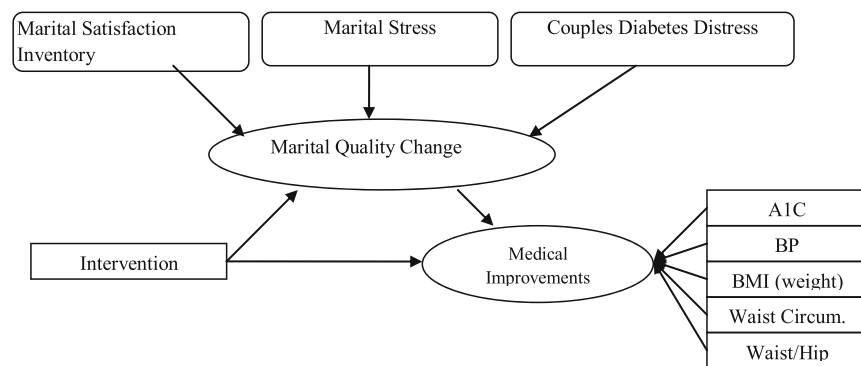 Marital Satisfaction
Inventory
Marital Stress
Couples Diabetes Distress
Marital Quality Change
Intervention
Medical
Improvements
A1C
BP
BMI (weight)
Waist Circum.
Waist/Hip